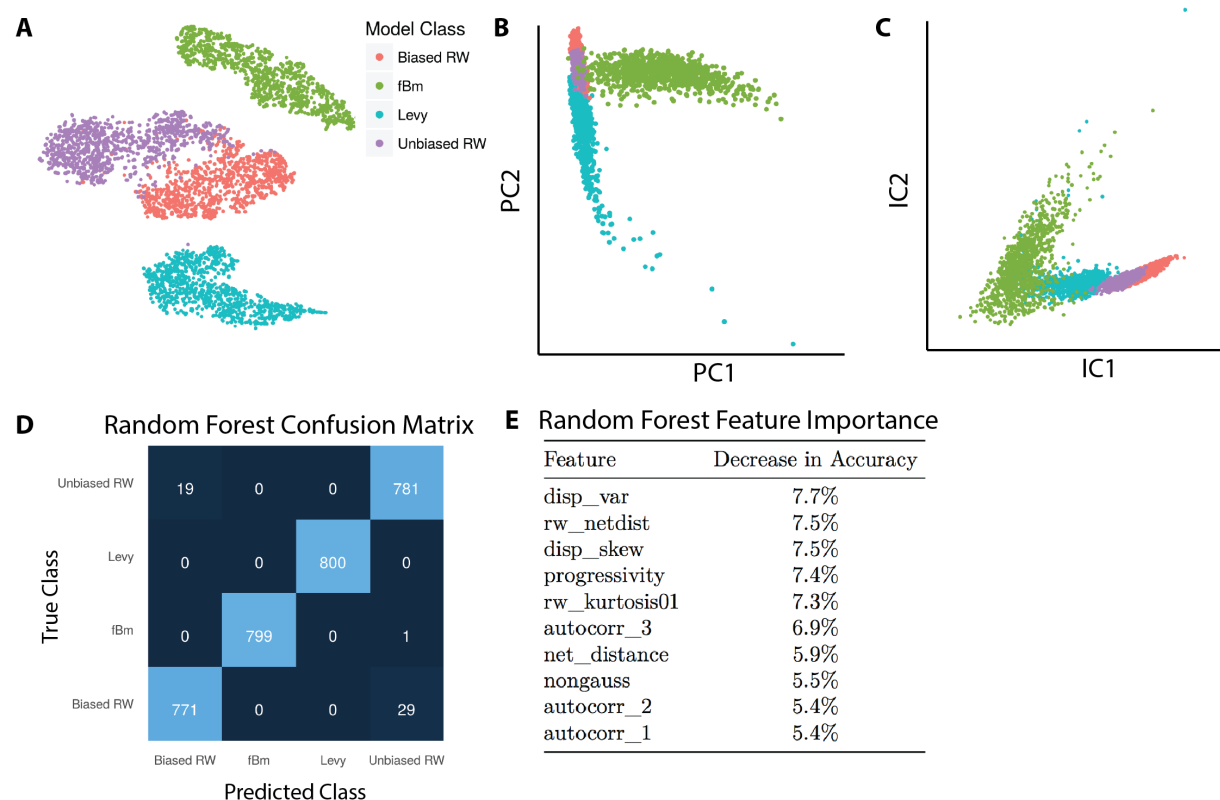 A
Model Class
Biased RW
fBm
Levy
Unbiased RW
B
PC2
PC1
C
IC2
IC1
D
Random Forest Confusion Matrix
True Class
Unbiased RW
19 0 0 781
Levy
0 0 800 0
fBm
0 799 0 1
Biased RW
771 0 0 29
Biased RW fBm Levy Unbiased RW
Predicted Class
E
Random Forest Feature Importance
Feature Decrease in Accuracy
disp_var 7.7%
rw_netdist 7.5%
disp_skew 7.5%
progressivity 7.4%
rw_kurtosis01 7.3%
autocorr_3 6.9%
net_distance 5.9%
nongauss 5.5%
autocorr_2 5.4%
autocorr_1 5.4%